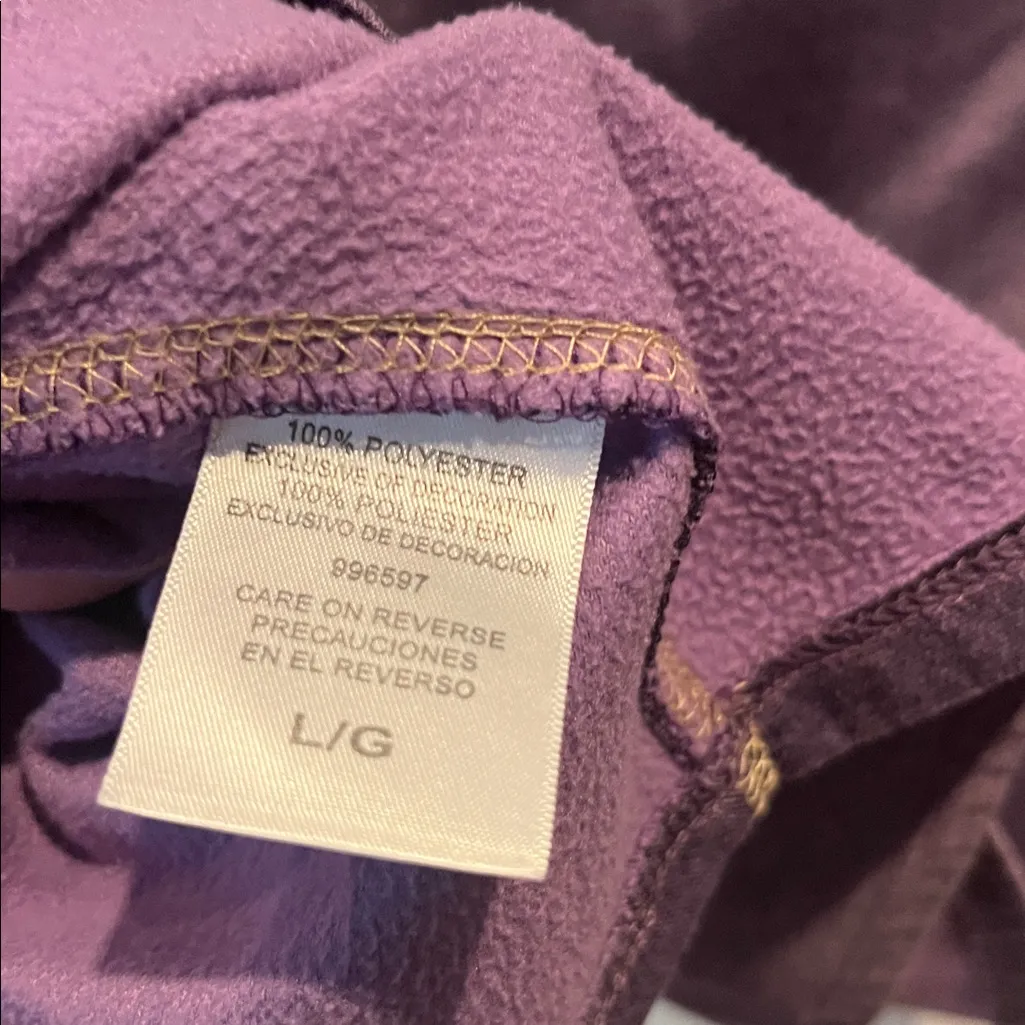 100% POLYESTER
EXCLUSIVE OF DECORATION
100% POLIESTER
EXCLUSIVO DE DECORACION
996597
CARE ON REVERSE
PRECAUCIONES
EN EL REVERSO
L/G